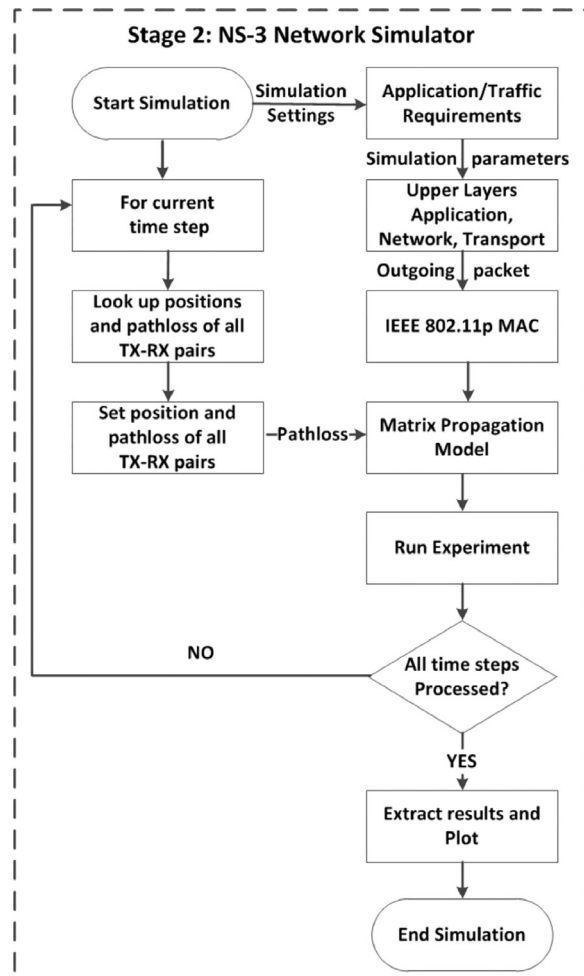 Stage 2: NS-3 Network Simulator
Start Simulation
Simulation
Settings
Application/Traffic
Requirements
Simulation parameters
For current
time step
Upper Layers
Application,
Network, Transport
Outgoing packet
Look up positions
and pathloss of all
TX-RX pairs
IEEE 802.11p MAC
Set position and
pathloss of all
TX-RX pairs
Pathloss
Matrix Propagation
Model
Run Experiment
All time steps
Processed?
NO
YES
Extract results and
Plot
End Simulation